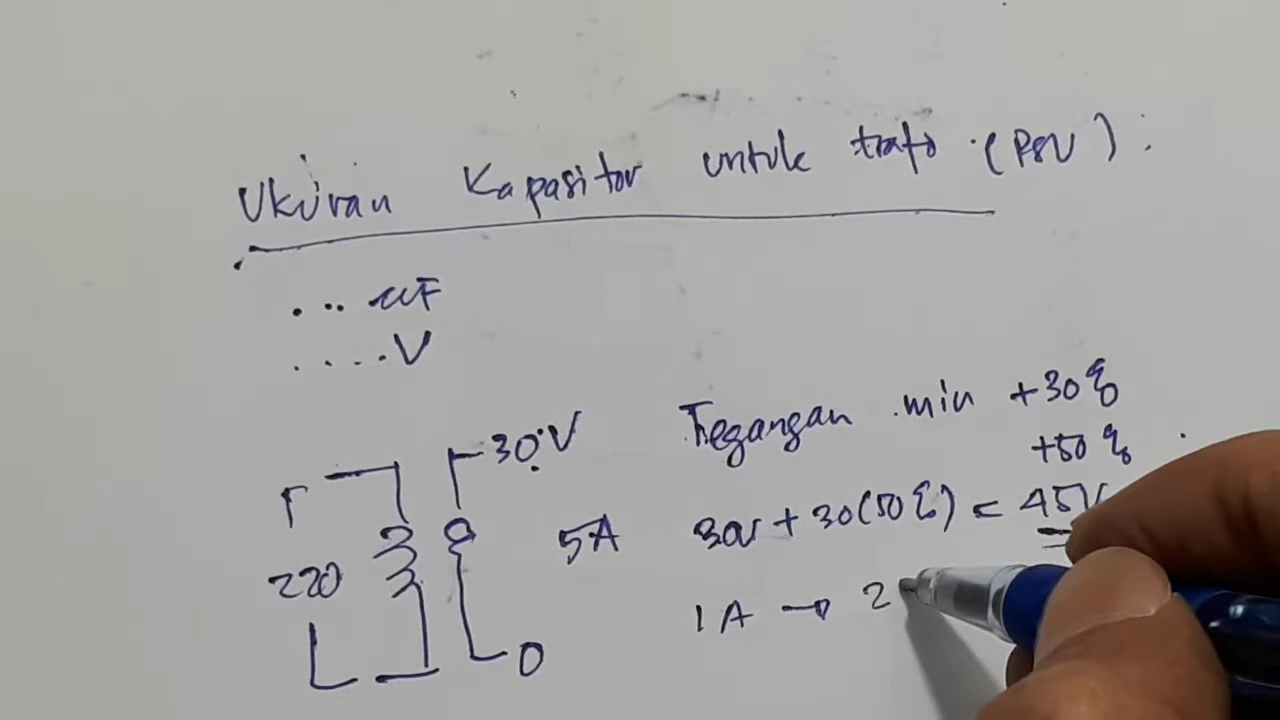 Ukuran Kapasitor untuk trafo (PSU).
... uF
.... V
Tegangan min +30%
+50%
30V
30V + 30(50%) = 45V
5A
220
1A → 2
0